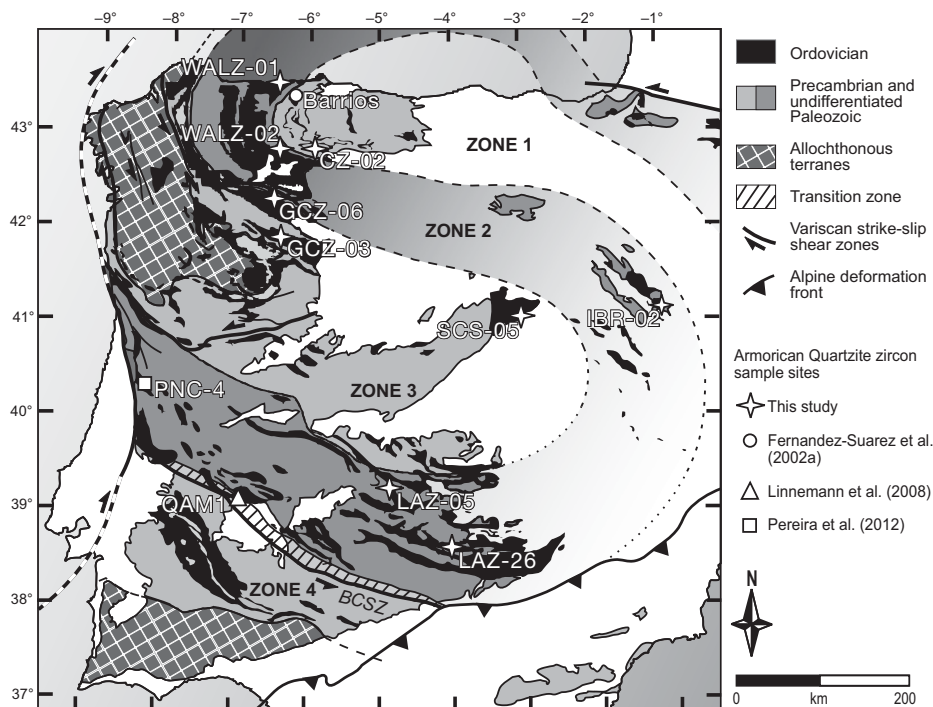 −9° −8° −7° −6° −5° −4° −3° −2° −1°
43°
42°
41°
40°
39°
38°
37°
WALZ-01
Barrios
WALZ-02
CZ-02
ZONE 1
GCZ-06
ZONE 2
GCZ-03
SCS-05
IBR-02
PNC-4
ZONE 3
QAM1
LAZ-05
LAZ-26
ZONE 4
BCSZ
Ordovician
Precambrian and
undifferentiated
Paleozoic
Allochthonous
terranes
Transition zone
Variscan strike-slip
shear zones
Alpine deformation
front
Armorican Quartzite zircon
sample sites
This study
Fernandez-Suarez et al.
(2002a)
Linnemann et al. (2008)
Pereira et al. (2012)
N
0 km 200